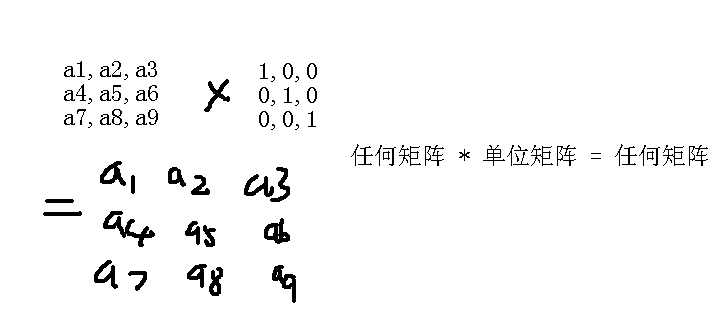 a1, a2, a3
a4, a5, a6
a7, a8, a9
×
1, 0, 0
0, 1, 0
0, 0, 1
任何矩阵 * 单位矩阵 = 任何矩阵
= a1 a2 a3
a4 a5 a6
a7 a8 a9